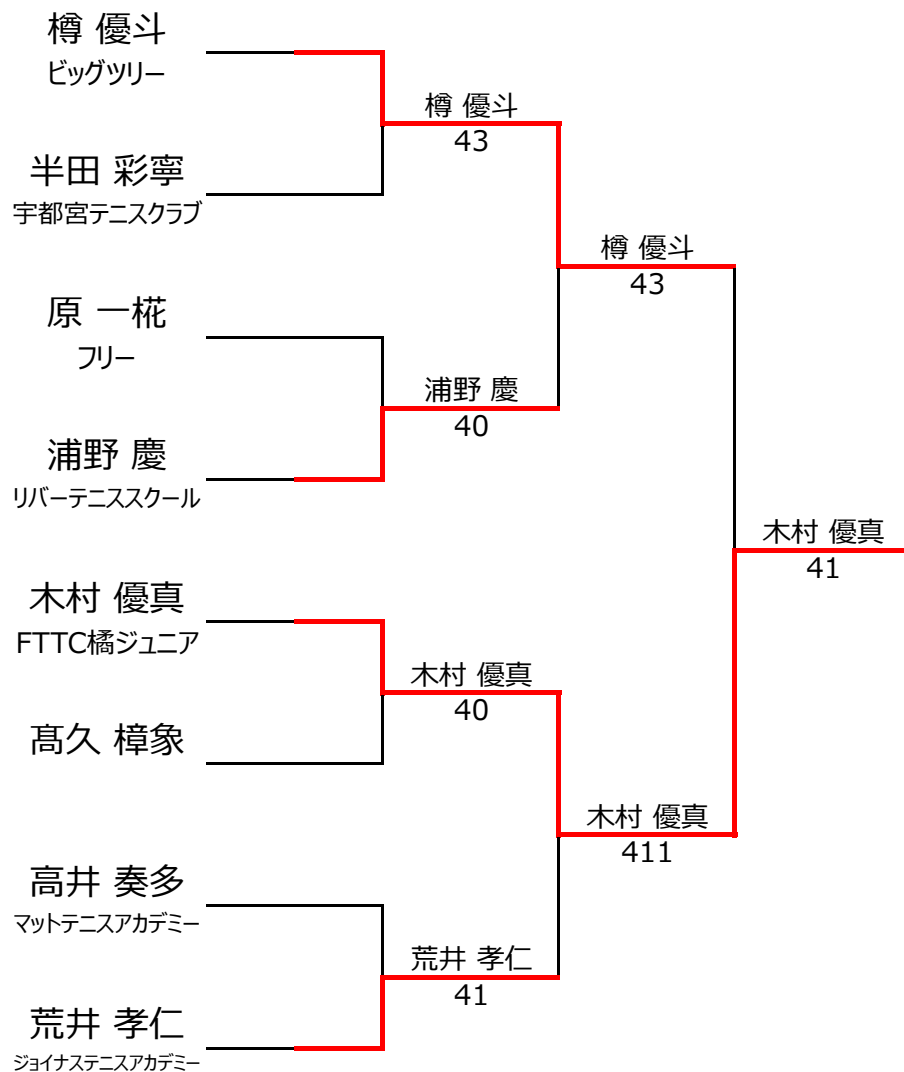 樽 優斗
ビッグツリー
半田 彩寧
宇都宮テニスクラブ
原 一椛
フリー
浦野 慶
リバーテニススクール
木村 優真
FTTC橘ジュニア
髙久 樟象
高井 奏多
マットテニスアカデミー
荒井 孝仁
ジョイナステニスアカデミー
樽 優斗
43
浦野 慶
40
木村 優真
40
荒井 孝仁
41
樽 優斗
43
木村 優真
411
木村 優真
41